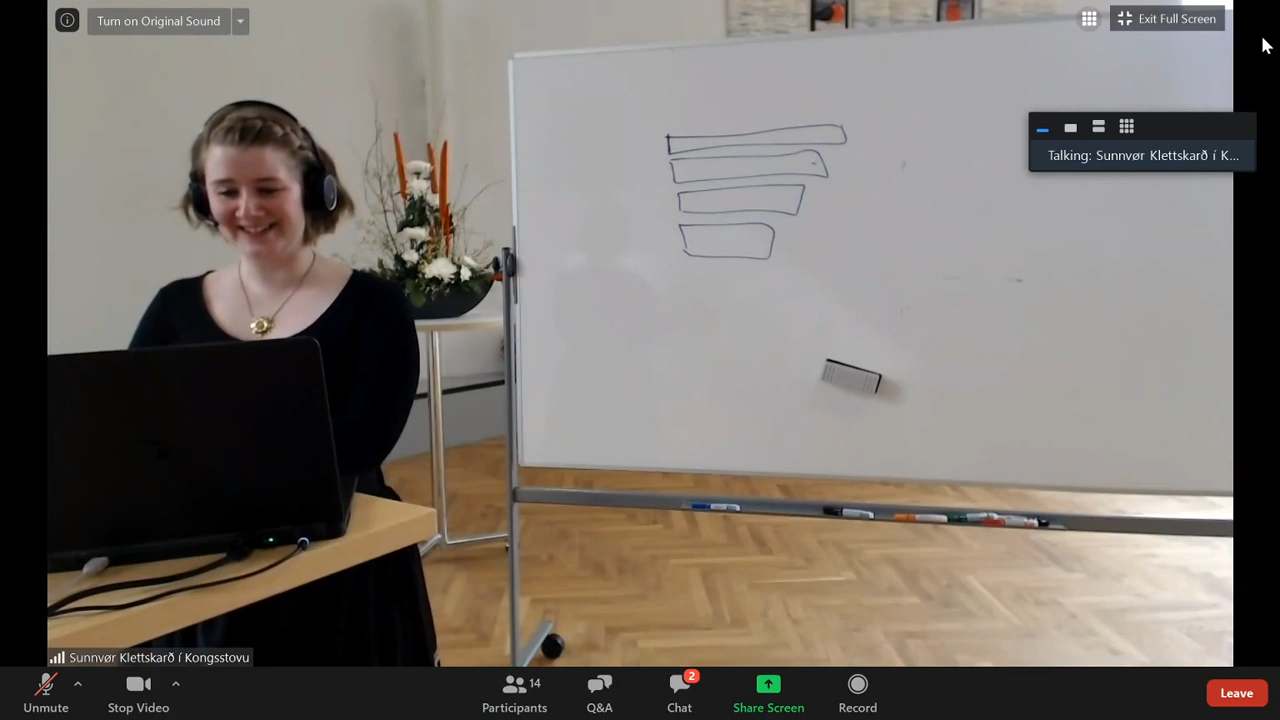 Turn on Original Sound
Exit Full Screen
Talking: Sunnvør Klettskarð í K...
Sunnvør Klettskarð í Kongsstovu
Unmute
Stop Video
14
Participants
Q&A
2
Chat
Share Screen
Record
Leave